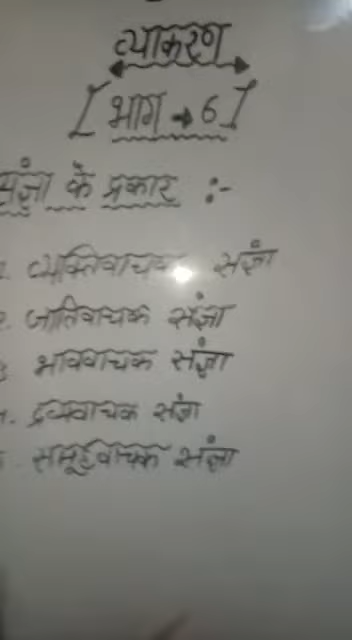 व्याकरण
[ भाग → 6 ]
संज्ञा के प्रकार :-
1. व्यक्तिवाचक संज्ञा
2. जातिवाचक संज्ञा
3 भाववाचक संज्ञा
4. द्रव्यवाचक संज्ञा
5. समूहवाचक संज्ञा